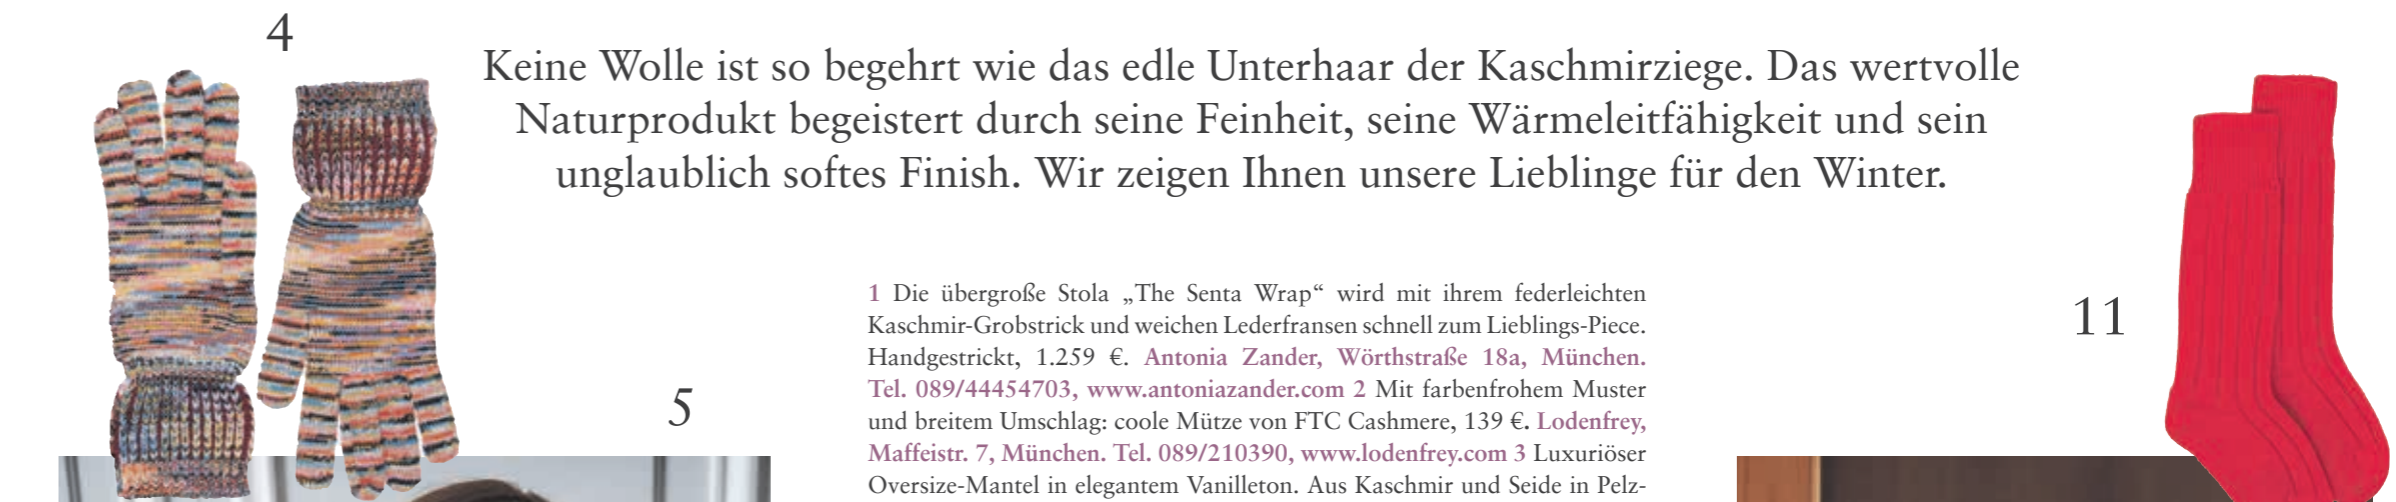 4
Keine Wolle ist so begehrt wie das edle Unterhaar der Kaschmirziege. Das wertvolle
Naturprodukt begeistert durch seine Feinheit, seine Wärmeleitfähigkeit und sein
unglaublich softes Finish. Wir zeigen Ihnen unsere Lieblinge für den Winter.
5
1 Die übergroße Stola „The Senta Wrap“ wird mit ihrem federleichten
Kaschmir-Grobstrick und weichen Lederfransen schnell zum Lieblings-Piece.
Handgestrickt, 1.259 €. Antonia Zander, Wörthstraße 18a, München.
Tel. 089/44454703, www.antoniazander.com 2 Mit farbenfrohem Muster
und breitem Umschlag: coole Mütze von FTC Cashmere, 139 €. Lodenfrey,
Maffeistr. 7, München. Tel. 089/210390, www.lodenfrey.com 3 Luxuriöser
Oversize-Mantel in elegantem Vanilleton. Aus Kaschmir und Seide in Pelz-
11